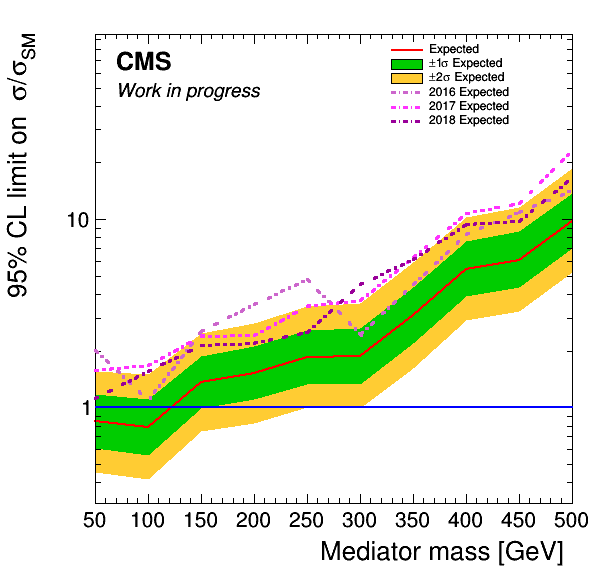 95% CL limit on σ/σSM
CMS
Work in progress
Expected
±1σ Expected
±2σ Expected
2016 Expected
2017 Expected
2018 Expected
10
1
50 100 150 200 250 300 350 400 450 500
Mediator mass [GeV]